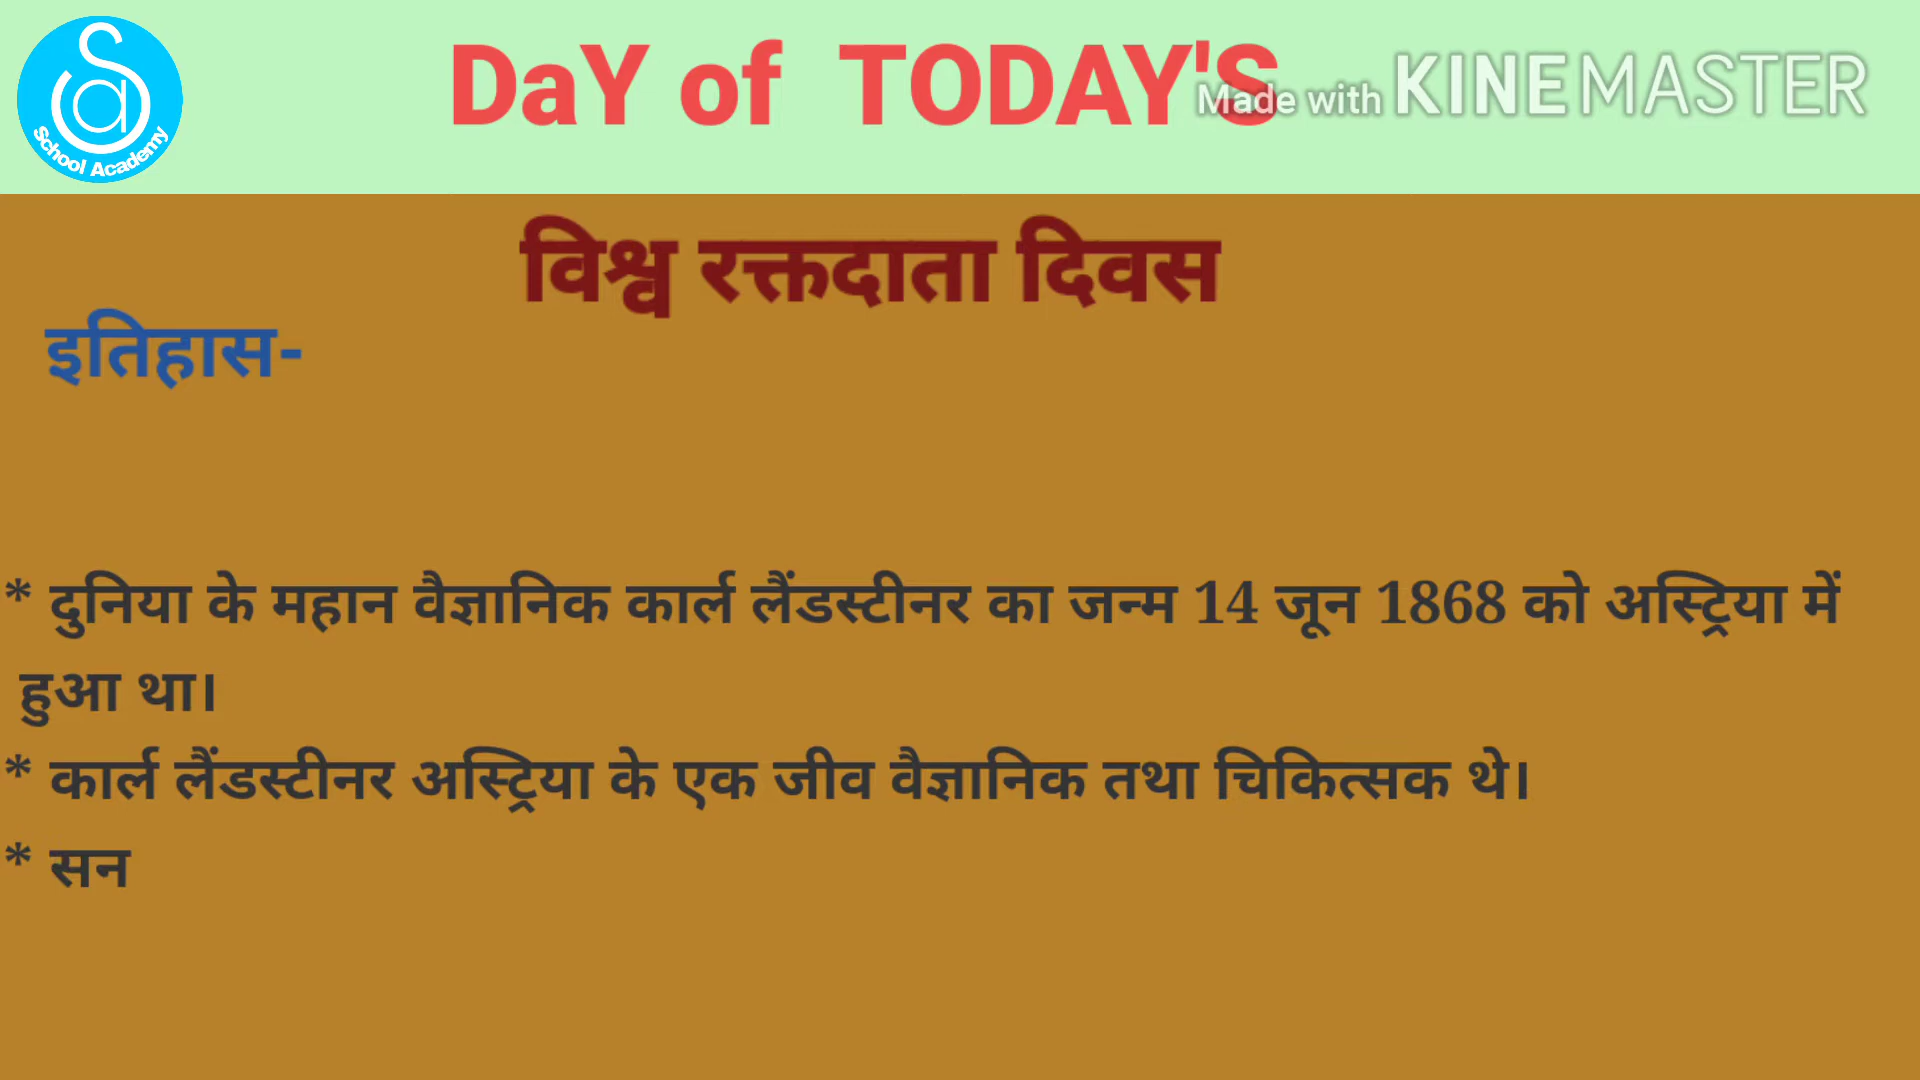 School Academy
DaY of TODAY'S
Made with KINEMASTER
विश्व रक्तदाता दिवस
इतिहास-
* दुनिया के महान वैज्ञानिक कार्ल लैंडस्टीनर का जन्म 14 जून 1868 को अस्ट्रिया में
हुआ था।
* कार्ल लैंडस्टीनर अस्ट्रिया के एक जीव वैज्ञानिक तथा चिकित्सक थे।
* सन